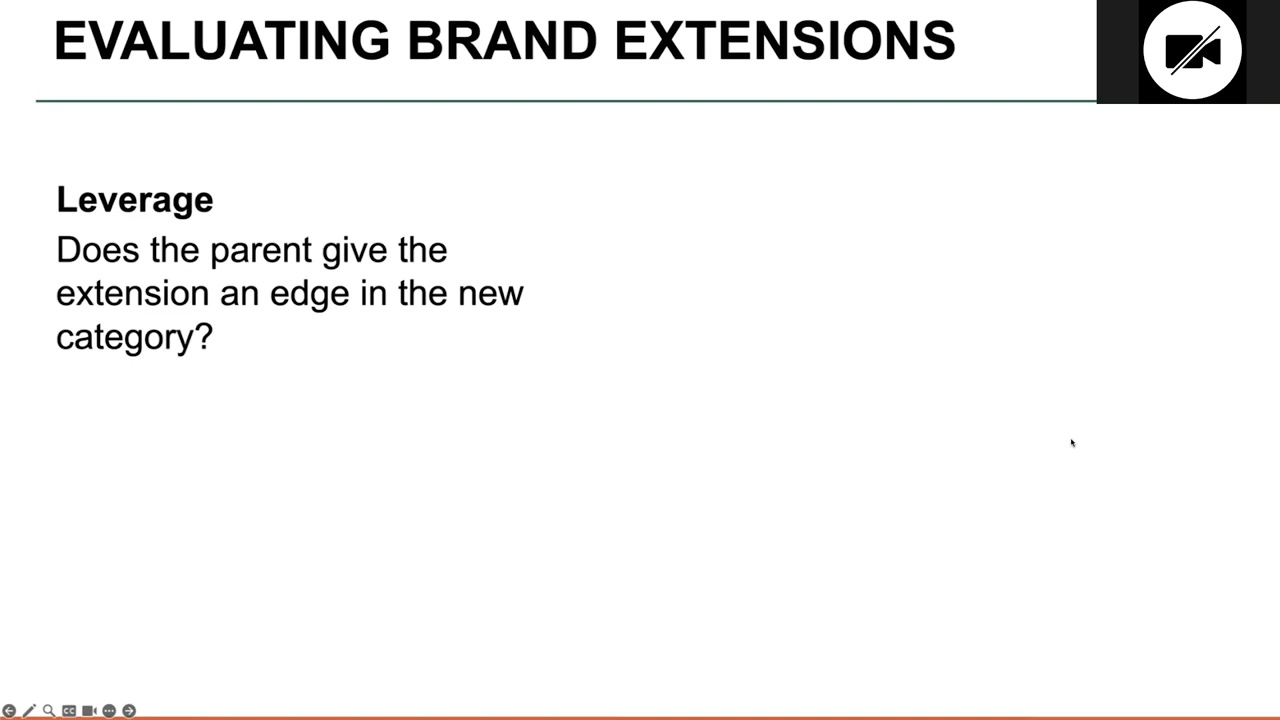 EVALUATING BRAND EXTENSIONS
Leverage
Does the parent give the
extension an edge in the new
category?